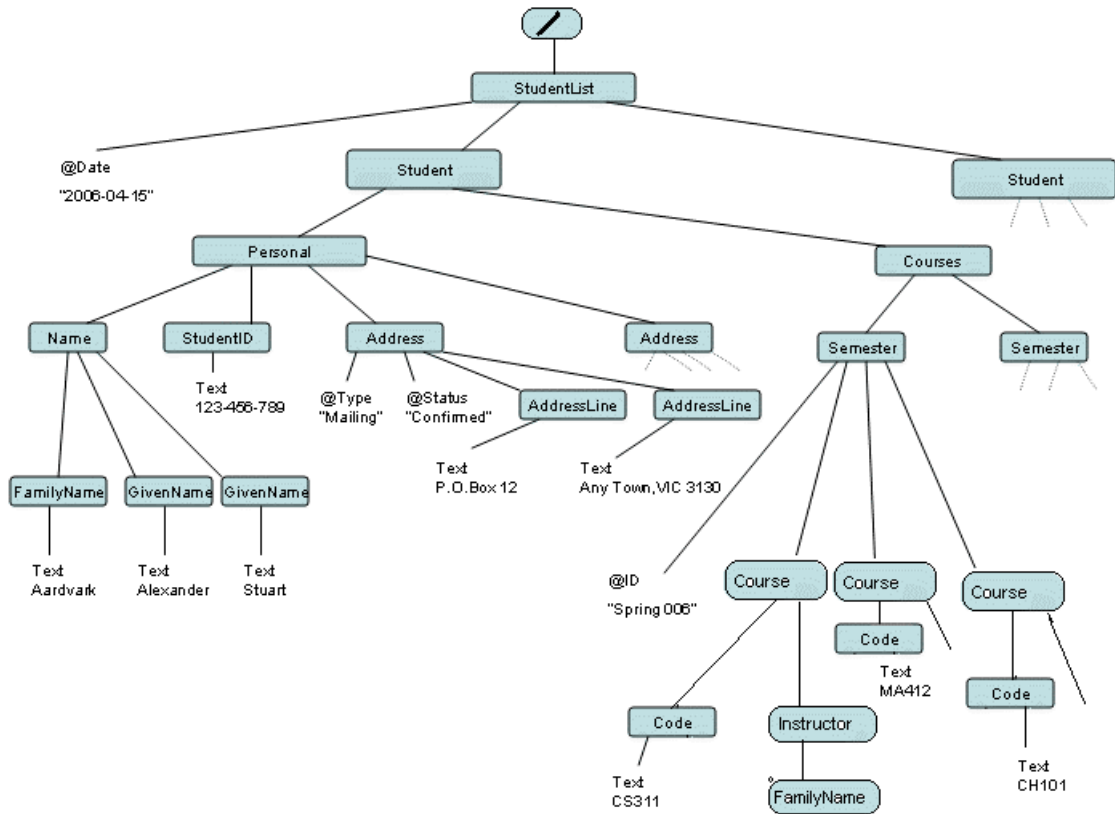 StudentList
@Date
"2006-04-15"
Student
Student
Personal
Courses
Name
StudentID
Address
Address
Semester
Semester
Text
123-456-789
@Type
"Mailing"
@Status
"Confirmed"
AddressLine
AddressLine
Text
P.O.Box 12
Text
Any Town,VIC 3130
FamilyName
GivenName
GivenName
Text
Aardvark
Text
Alexander
Text
Stuart
@ID
"Spring 006"
Course
Course
Course
Code
Text
MA412
Code
Instructor
Code
Text
CS311
FamilyName
Text
CH101